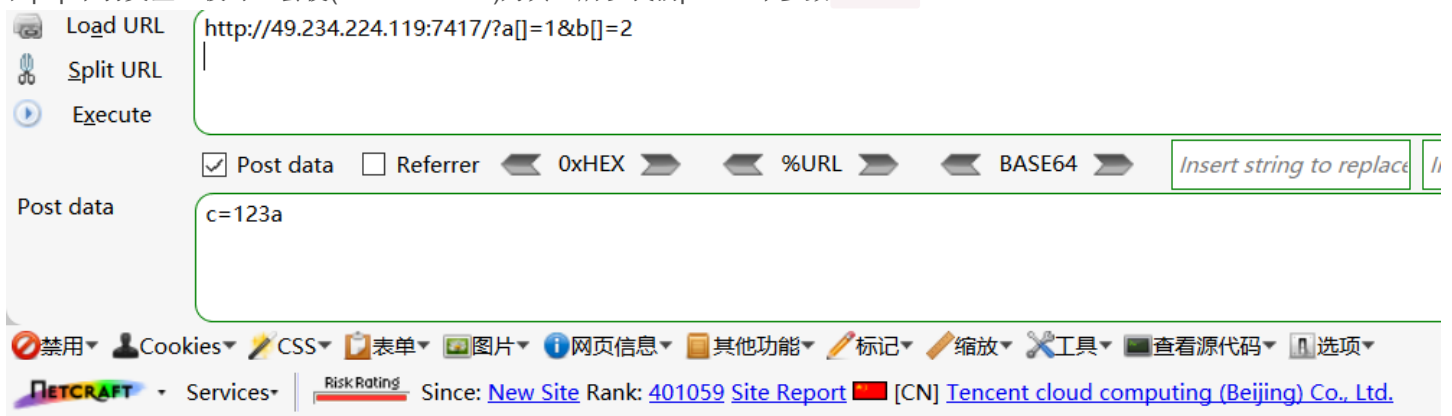 Load URL
http://49.234.224.119:7417/?a[]=1&b[]=2
Split URL
Execute
Post data Referrer 0xHEX %URL BASE64 Insert string to replace
Post data
c=123a
禁用 Cookies CSS 表单 图片 网页信息 其他功能 标记 缩放 工具 查看源代码 选项
NETCRAFT Services Risk Rating Since: New Site Rank: 401059 Site Report [CN] Tencent cloud computing (Beijing) Co., Ltd.